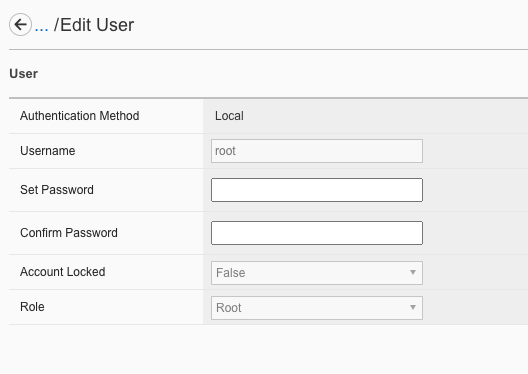 ... /Edit User
User
Authentication Method Local
Username root
Set Password
Confirm Password
Account Locked False
Role Root